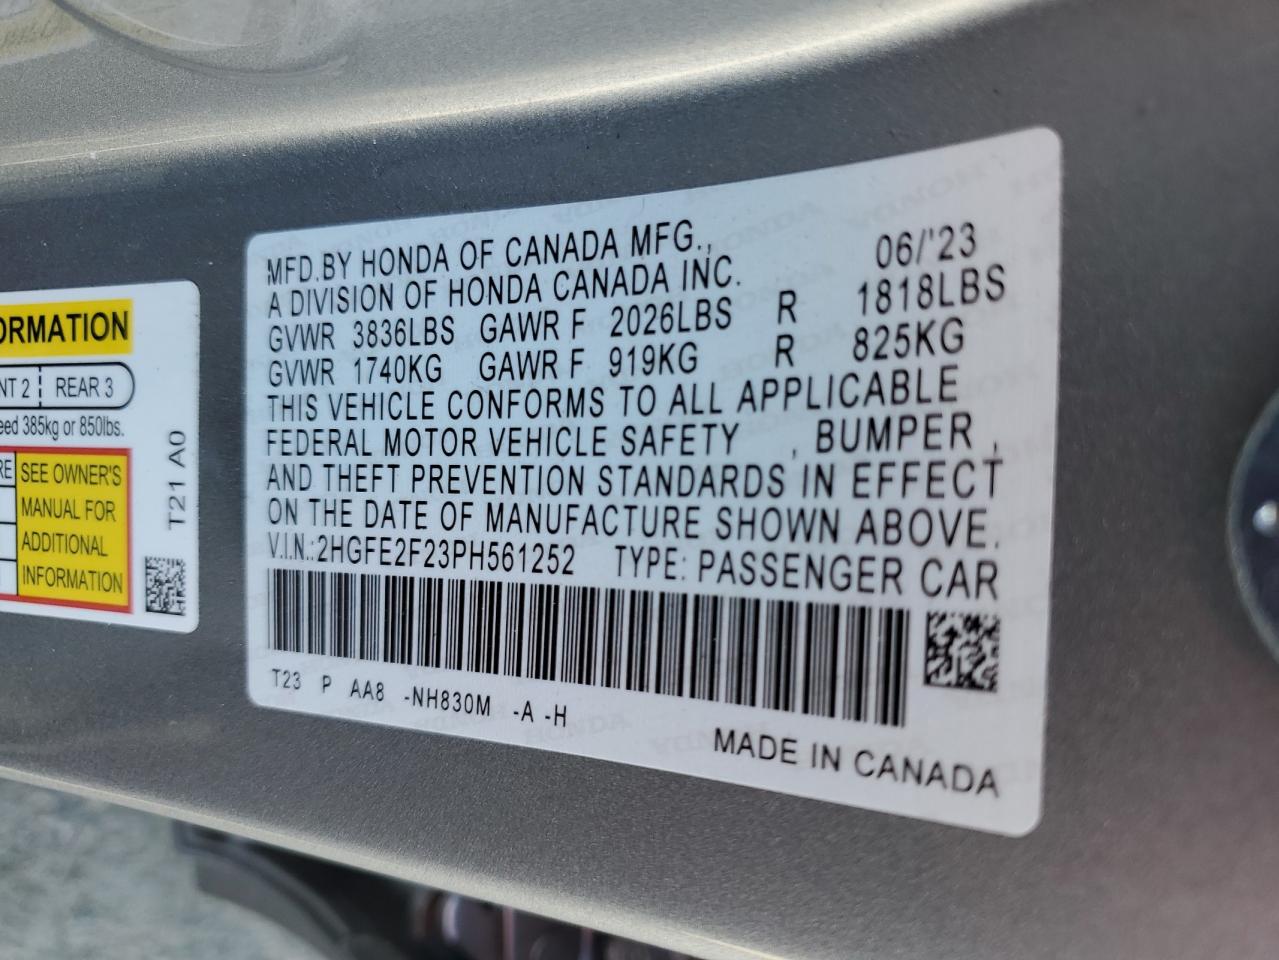 ORMATION
NT 2 REAR 3
eed 385kg or 850lbs.
RE SEE OWNER'S
MANUAL FOR
ADDITIONAL
INFORMATION
T21 A0
MFD.BY HONDA OF CANADA MFG., 06/'23
A DIVISION OF HONDA CANADA INC.
GVWR 3836LBS GAWR F 2026LBS R 1818LBS
GVWR 1740KG GAWR F 919KG R 825KG
THIS VEHICLE CONFORMS TO ALL APPLICABLE
FEDERAL MOTOR VEHICLE SAFETY , BUMPER ,
AND THEFT PREVENTION STANDARDS IN EFFECT
ON THE DATE OF MANUFACTURE SHOWN ABOVE.
V.I.N.:2HGFE2F23PH561252 TYPE: PASSENGER CAR
T23 P AA8 -NH830M -A -H
MADE IN CANADA